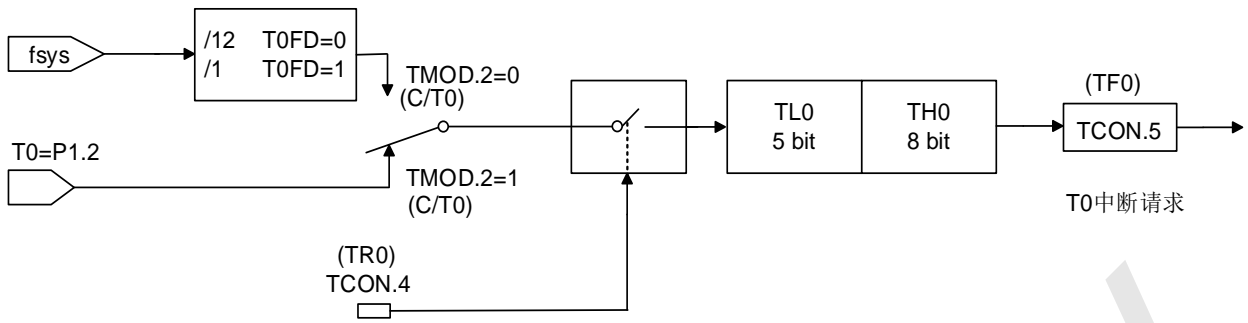 fsys
/12 T0FD=0
/1 T0FD=1
TMOD.2=0
(C/T0)
T0=P1.2
TMOD.2=1
(C/T0)
(TR0)
TCON.4
TL0
5 bit
TH0
8 bit
(TF0)
TCON.5
T0中断请求